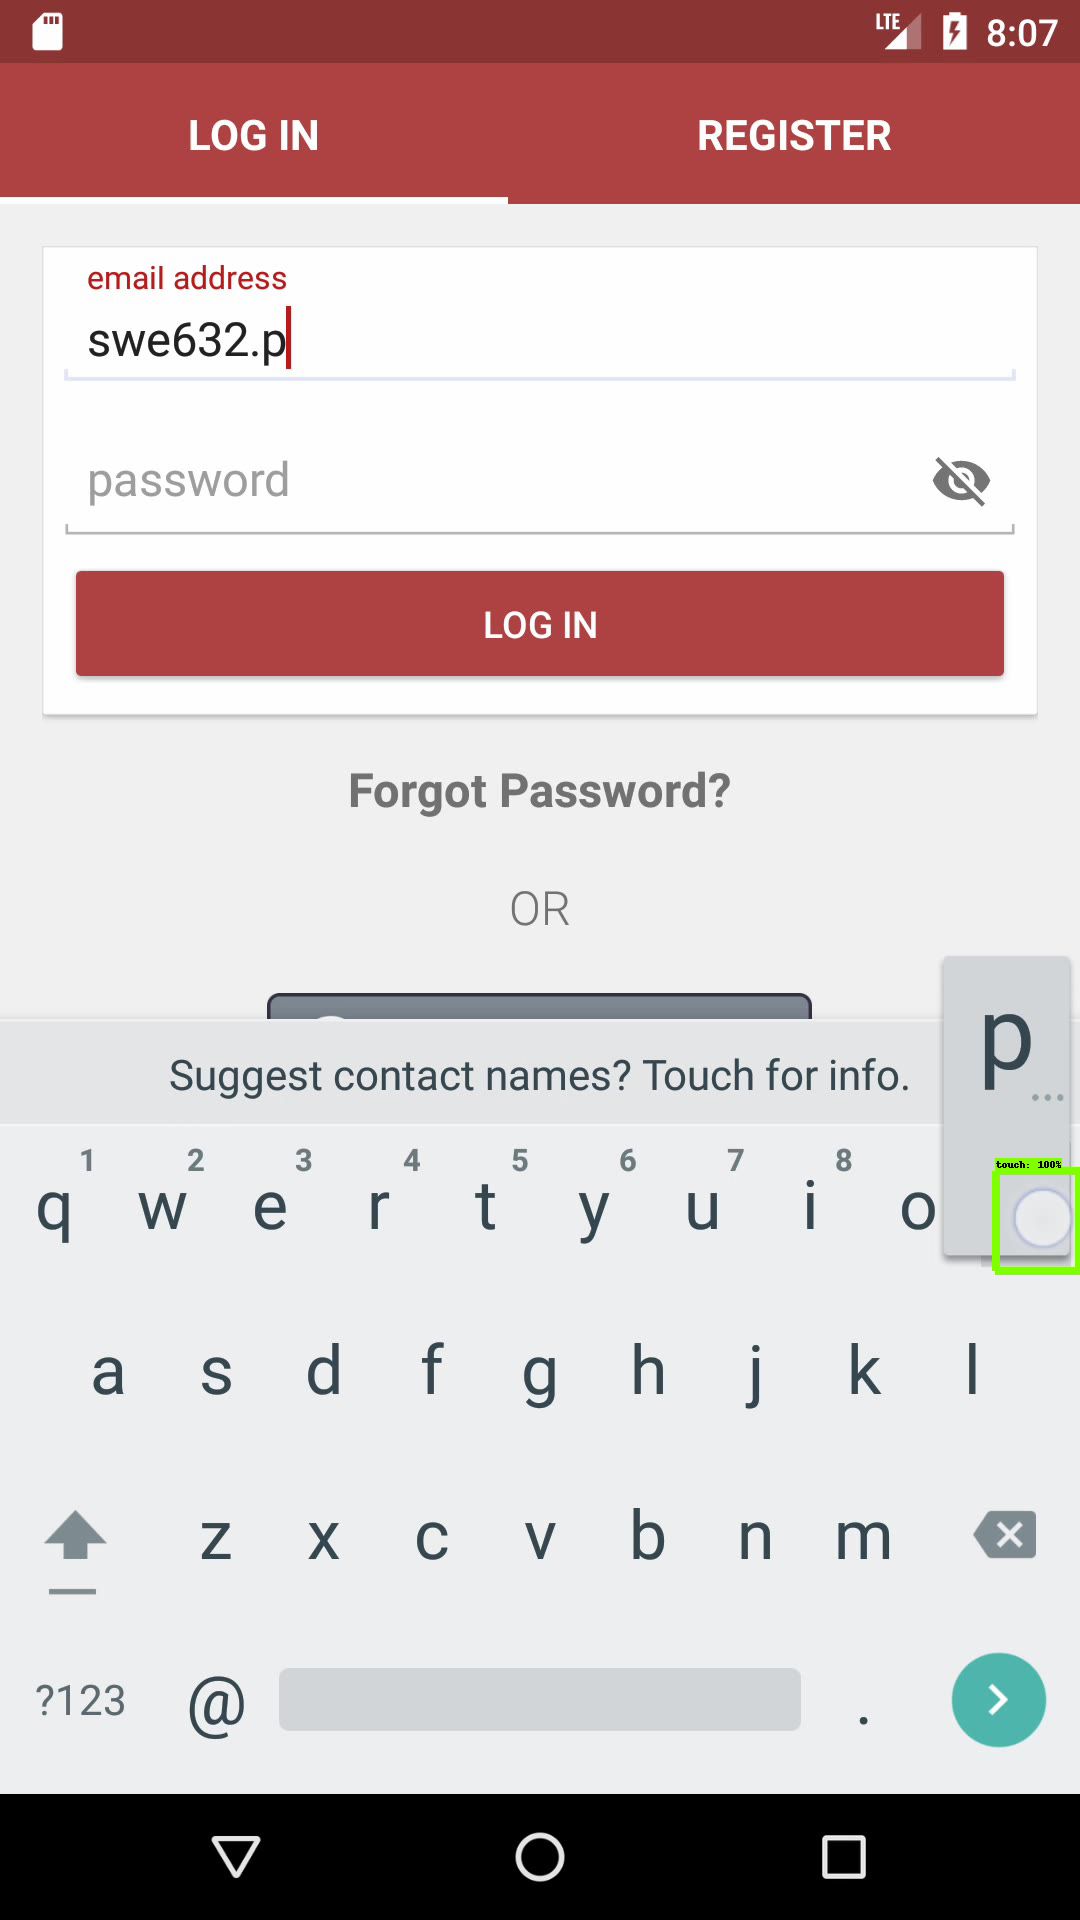 LTE 8:07
LOG IN REGISTER
email address
swe632.p
password
LOG IN
Forgot Password?
OR
p
...
Suggest contact names? Touch for info.
touch: 100%
1 2 3 4 5 6 7 8
q w e r t y u i o
a s d f g h j k l
z x c v b n m
?123 @ .